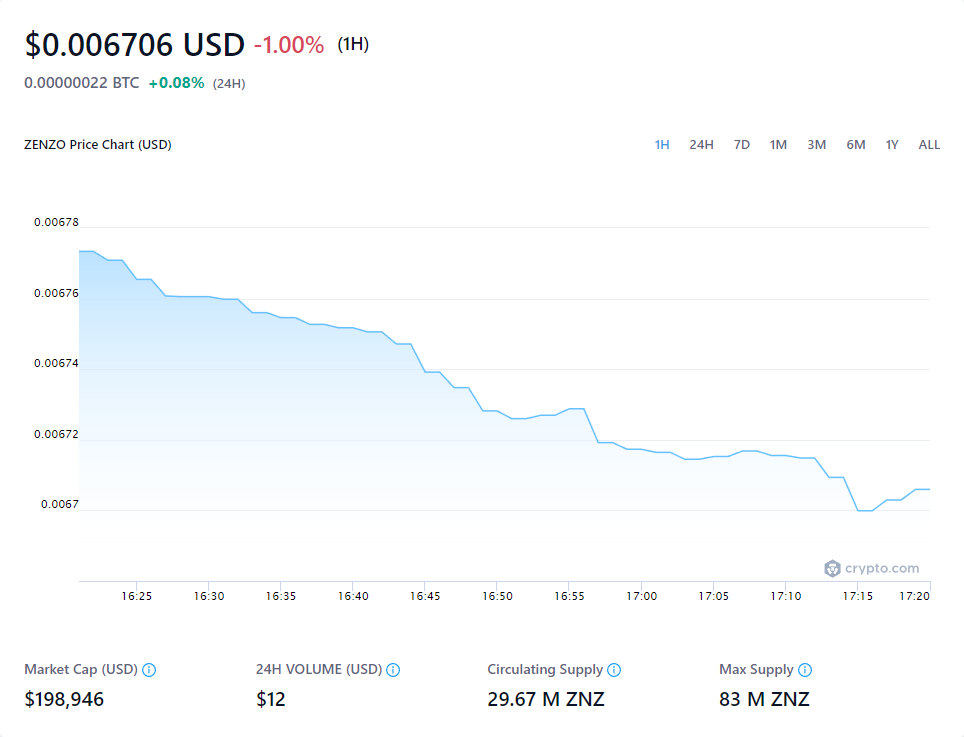 $0.006706 USD -1.00% (1H)
0.00000022 BTC +0.08% (24H)
ZENZO Price Chart (USD) 1H 24H 7D 1M 3M 6M 1Y ALL
0.00678
0.00676
0.00674
0.00672
0.0067
crypto.com
16:25 16:30 16:35 16:40 16:45 16:50 16:55 17:00 17:05 17:10 17:15 17:20
Market Cap (USD) 24H VOLUME (USD) Circulating Supply Max Supply
$198,946 $12 29.67 M ZNZ 83 M ZNZ